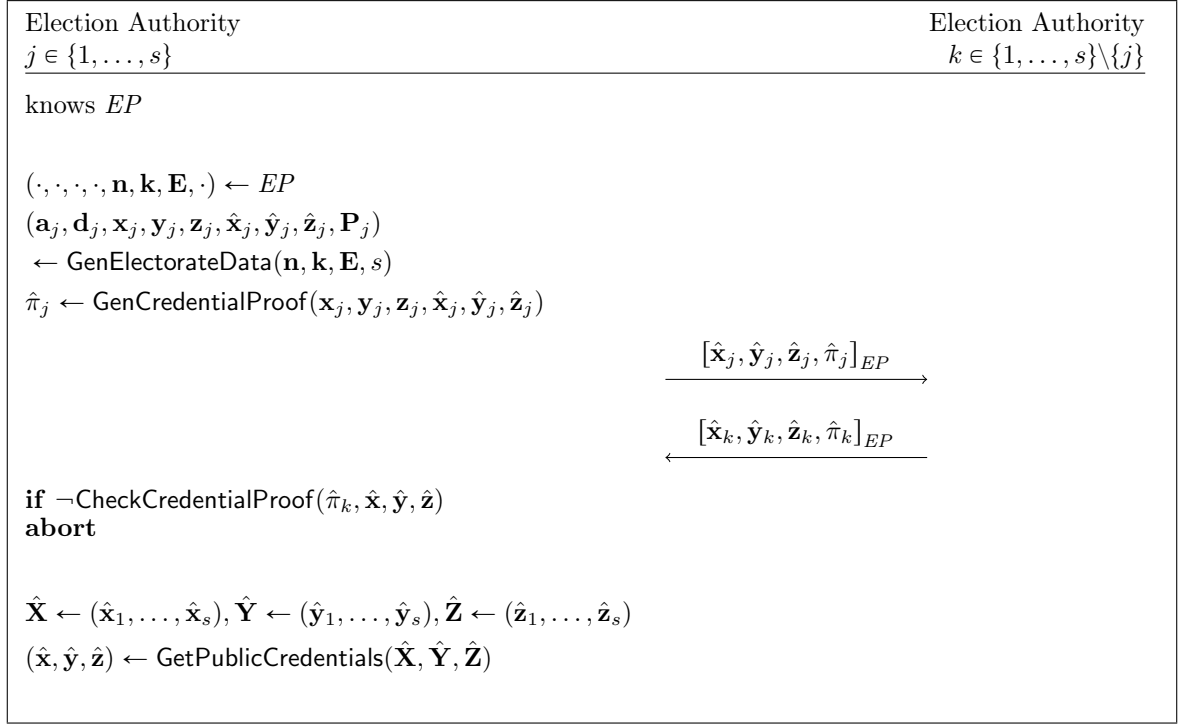 Election Authority
Election Authority
j ∈ {1, . . . , s}
k ∈ {1, . . . , s}\{j}
knows EP
(·, ·, ·, ·, n, k, E, ·) ← EP
(a_j, d_j, x_j, y_j, z_j, x̂_j, ŷ_j, ẑ_j, P_j)
← GenElectorateData(n, k, E, s)
π̂_j ← GenCredentialProof(x_j, y_j, z_j, x̂_j, ŷ_j, ẑ_j)
[x̂_j, ŷ_j, ẑ_j, π̂_j]_EP
[x̂_k, ŷ_k, ẑ_k, π̂_k]_EP
if ¬CheckCredentialProof(π̂_k, x̂, ŷ, ẑ)
abort
X̂ ← (x̂_1, . . . , x̂_s), Ŷ ← (ŷ_1, . . . , ŷ_s), Ẑ ← (ẑ_1, . . . , ẑ_s)
(x̂, ŷ, ẑ) ← GetPublicCredentials(X̂, Ŷ, Ẑ)